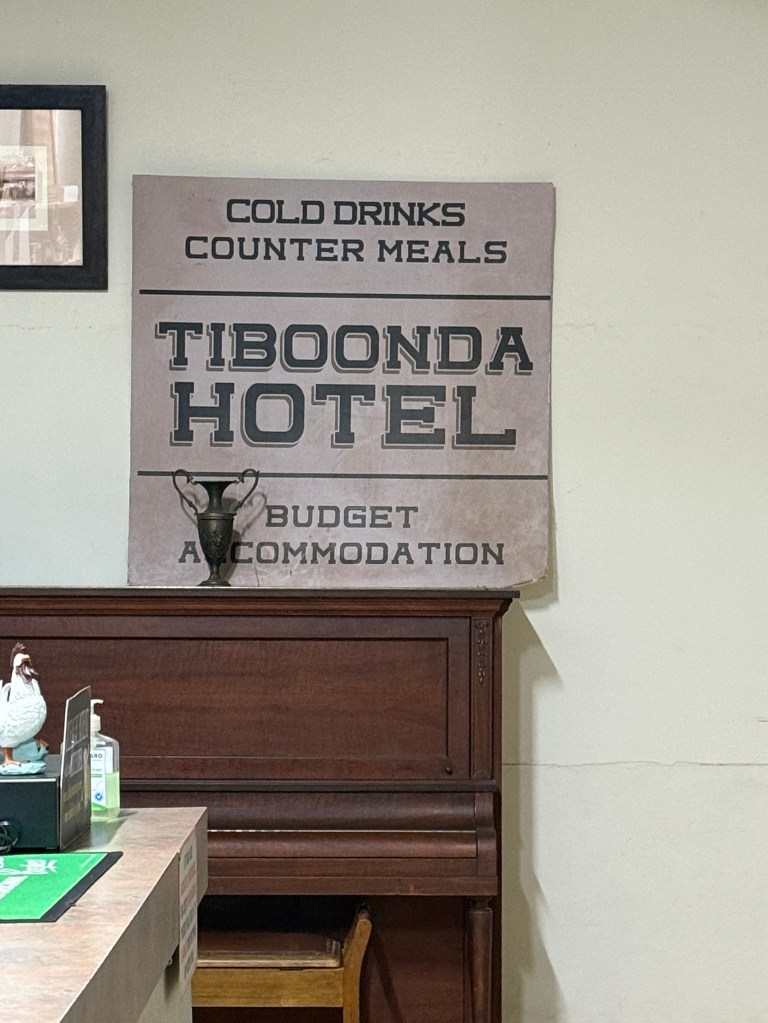 COLD DRINKS
COUNTER MEALS
TIBOONDA
HOTEL
BUDGET
ACCOMMODATION